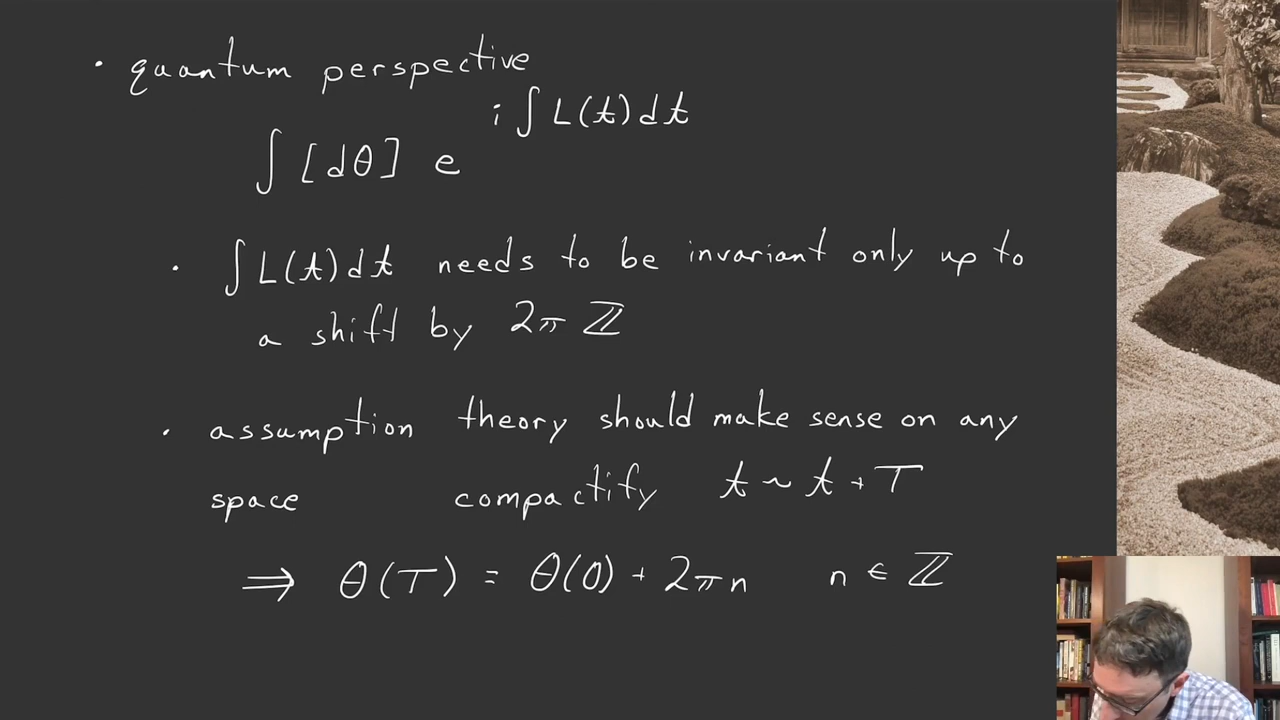 • quantum perspective
∫ [dθ] e^{i ∫ L(t) dt}
• ∫ L(t) dt needs to be invariant only up to
a shift by 2π ℤ
• assumption theory should make sense on any
space compactify t ~ t + T
⇒ θ(T) = θ(0) + 2πn n ∈ ℤ